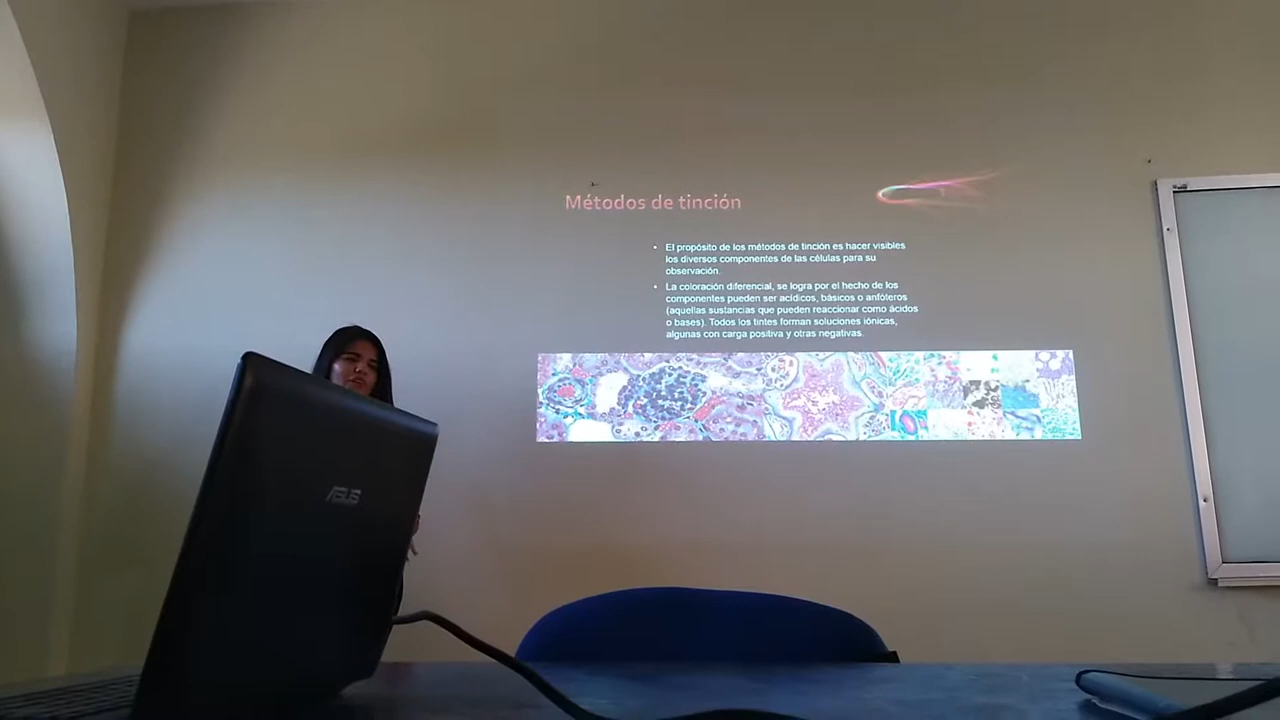 Métodos de tinción
• El propósito de los métodos de tinción es hacer visibles
los diversos componentes de las células para su
observación.
• La coloración diferencial, se logra por el hecho de los
componentes pueden ser acídicos, básicos o anfóteros
(aquellas sustancias que pueden reaccionar como ácidos
o bases). Todos los tintes forman soluciones iónicas,
algunas con carga positiva y otras negativas.
ASUS